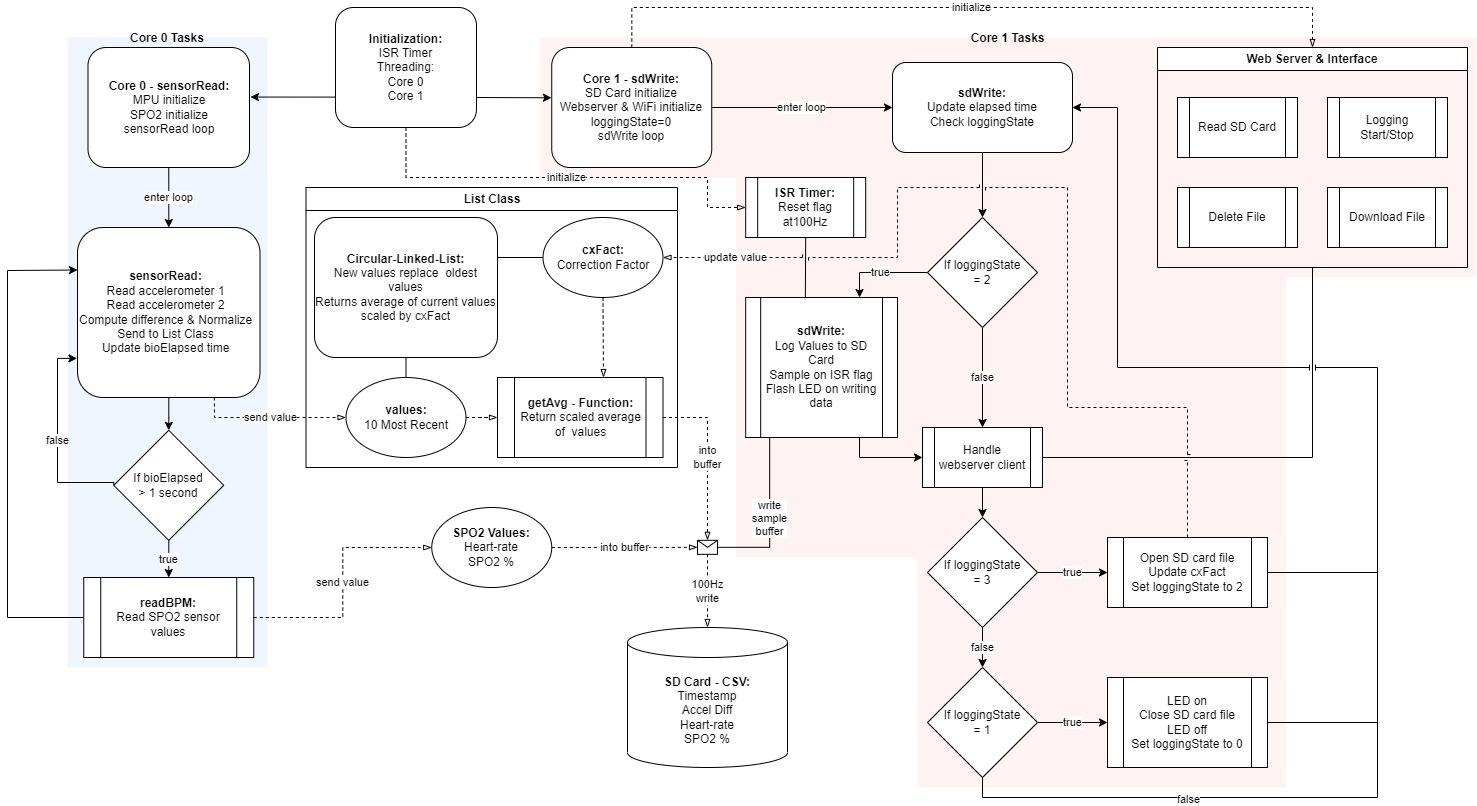 initialize
Core 0 Tasks
Initialization:
ISR Timer
Threading:
Core 0
Core 1
Core 1 Tasks
Core 0 - sensorRead:
MPU initialize
SPO2 initialize
sensorRead loop
Core 1 - sdWrite:
SD Card initialize
Webserver & WiFi initialize
loggingState=0
sdWrite loop
enter loop
sdWrite:
Update elapsed time
Check loggingState
Web Server & Interface
Read SD Card
Logging
Start/Stop
Delete File
Download File
initialize
enter loop
List Class
ISR Timer:
Reset flag
at100Hz
Circular-Linked-List:
New values replace oldest
values
Returns average of current values
scaled by cxFact
cxFact:
Correction Factor
update value
If loggingState
= 2
true
sensorRead:
Read accelerometer 1
Read accelerometer 2
Compute difference & Normalize
Send to List Class
Update bioElapsed time
sdWrite:
Log Values to SD
Card
Sample on ISR flag
Flash LED on writing
data
false
send value
values:
10 Most Recent
getAvg - Function:
Return scaled average
of values
false
into
buffer
Handle
webserver client
If bioElapsed
> 1 second
true
write
sample
buffer
SPO2 Values:
Heart-rate
SPO2 %
into buffer
send value
100Hz
write
If loggingState
= 3
true
Open SD card file
Update cxFact
Set loggingState to 2
readBPM:
Read SPO2 sensor
values
false
SD Card - CSV:
Timestamp
Accel Diff
Heart-rate
SPO2 %
If loggingState
= 1
true
LED on
Close SD card file
LED off
Set loggingState to 0
false